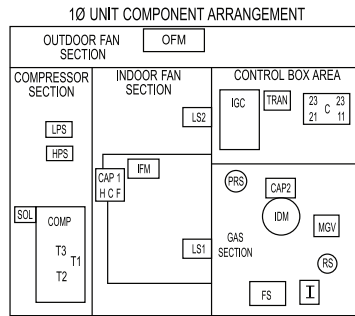 1Ø UNIT COMPONENT ARRANGEMENT
OUTDOOR FAN
SECTION
OFM
COMPRESSOR
SECTION
LPS
HPS
SOL
COMP
T3
T1
T2
INDOOR FAN
SECTION
LS2
IFM
CAP 1
H C F
LS1
CONTROL BOX AREA
IGC
TRAN
23 23
C
21 11
PRS
CAP2
IDM
MGV
GAS
SECTION
RS
FS
I